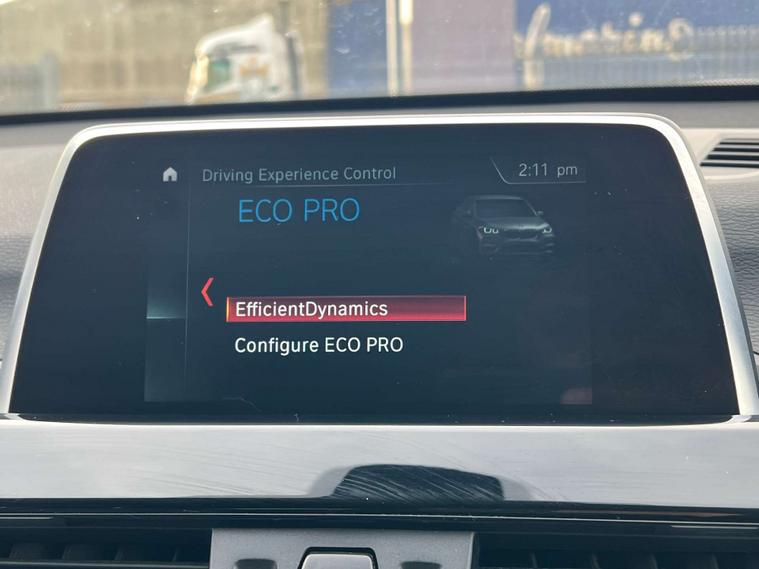 Driving Experience Control
2:11 pm
ECO PRO
EfficientDynamics
Configure ECO PRO